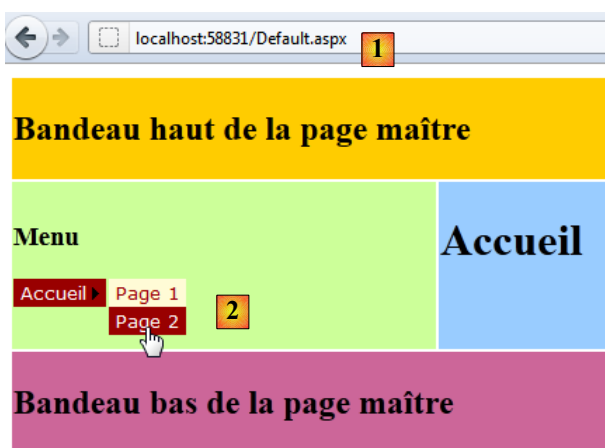 localhost:58831/Default.aspx
1
Bandeau haut de la page maître
Menu
Accueil
Accueil Page 1
Page 2
2
Bandeau bas de la page maître